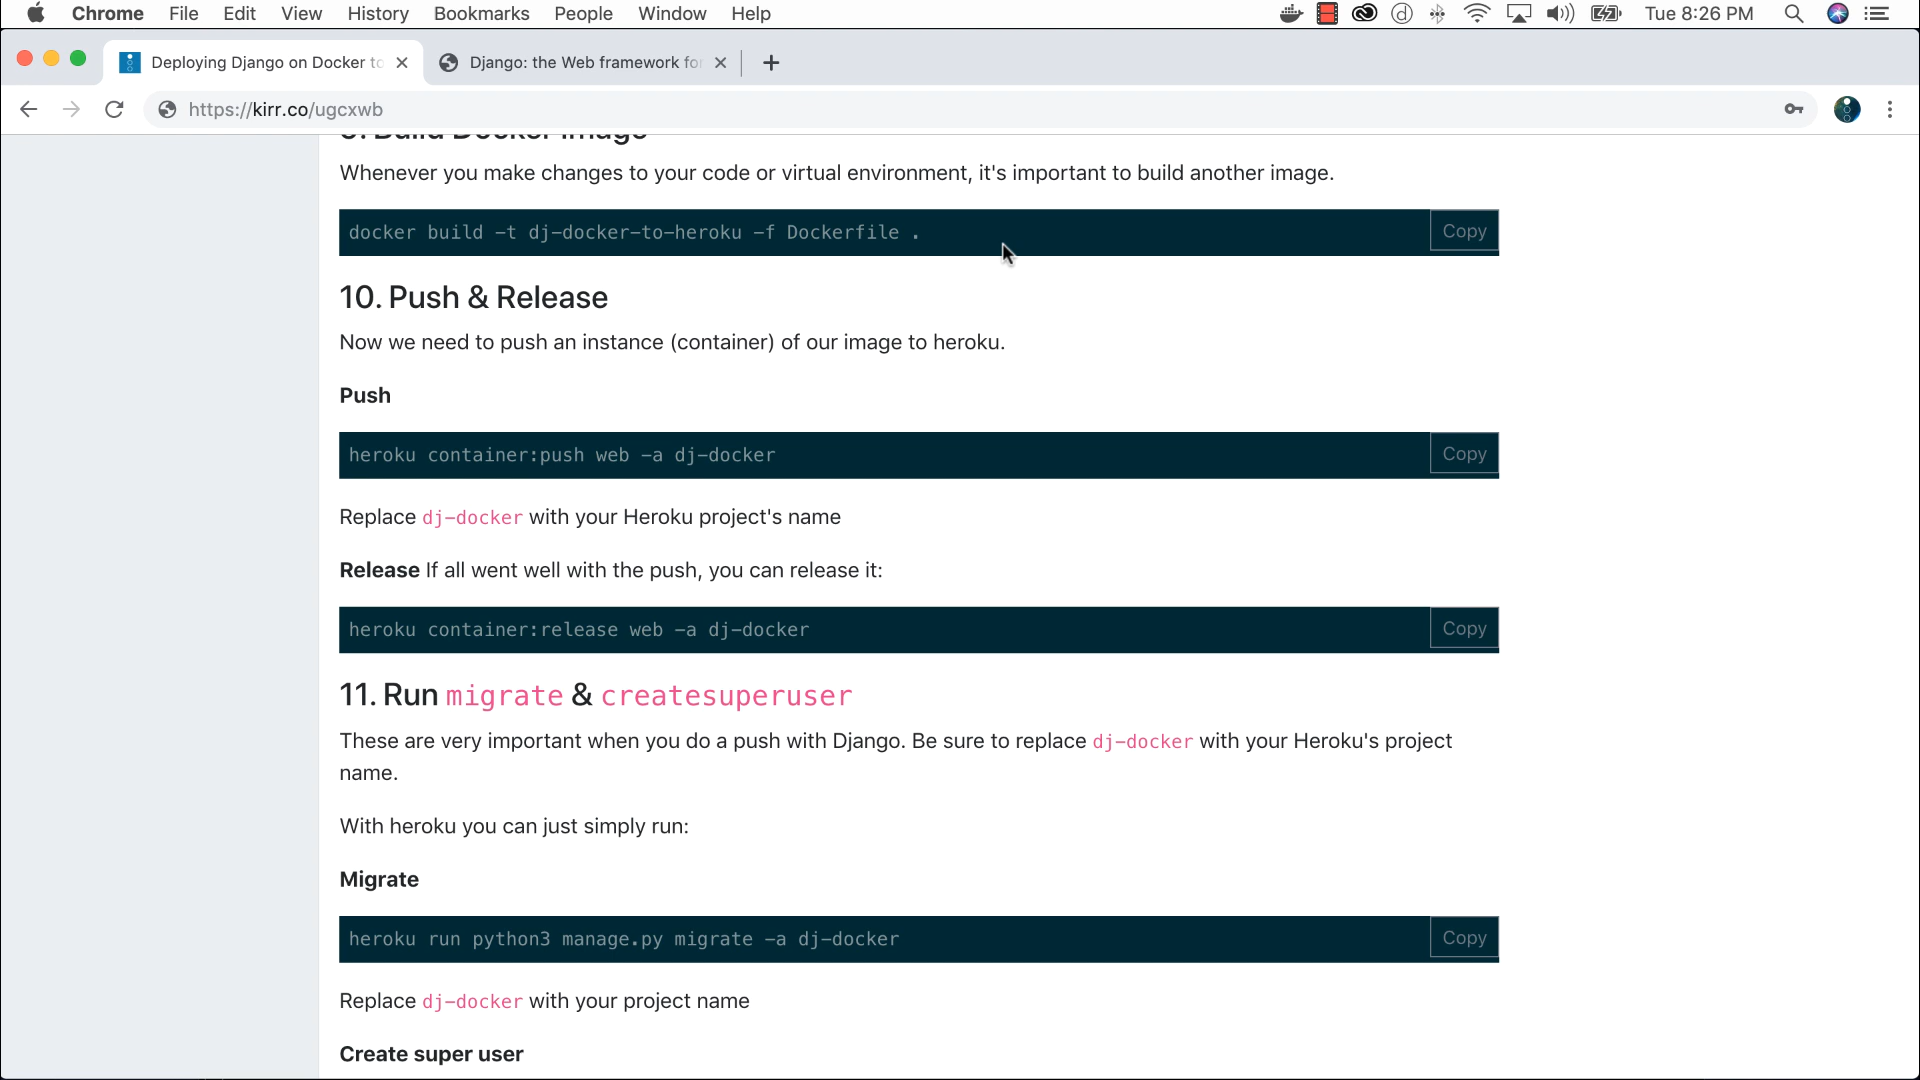 Chrome File Edit View History Bookmarks People Window Help Tue 8:26 PM
Deploying Django on Docker to
Django: the Web framework for
https://kirr.co/ugcxwb
9. Build Docker Image
Whenever you make changes to your code or virtual environment, it's important to build another image.
docker build -t dj-docker-to-heroku -f Dockerfile .
Copy
10. Push & Release
Now we need to push an instance (container) of our image to heroku.
Push
heroku container:push web -a dj-docker
Copy
Replace dj-docker with your Heroku project's name
Release If all went well with the push, you can release it:
heroku container:release web -a dj-docker
Copy
11. Run migrate & createsuperuser
These are very important when you do a push with Django. Be sure to replace dj-docker with your Heroku's project
name.
With heroku you can just simply run:
Migrate
heroku run python3 manage.py migrate -a dj-docker
Copy
Replace dj-docker with your project name
Create super user